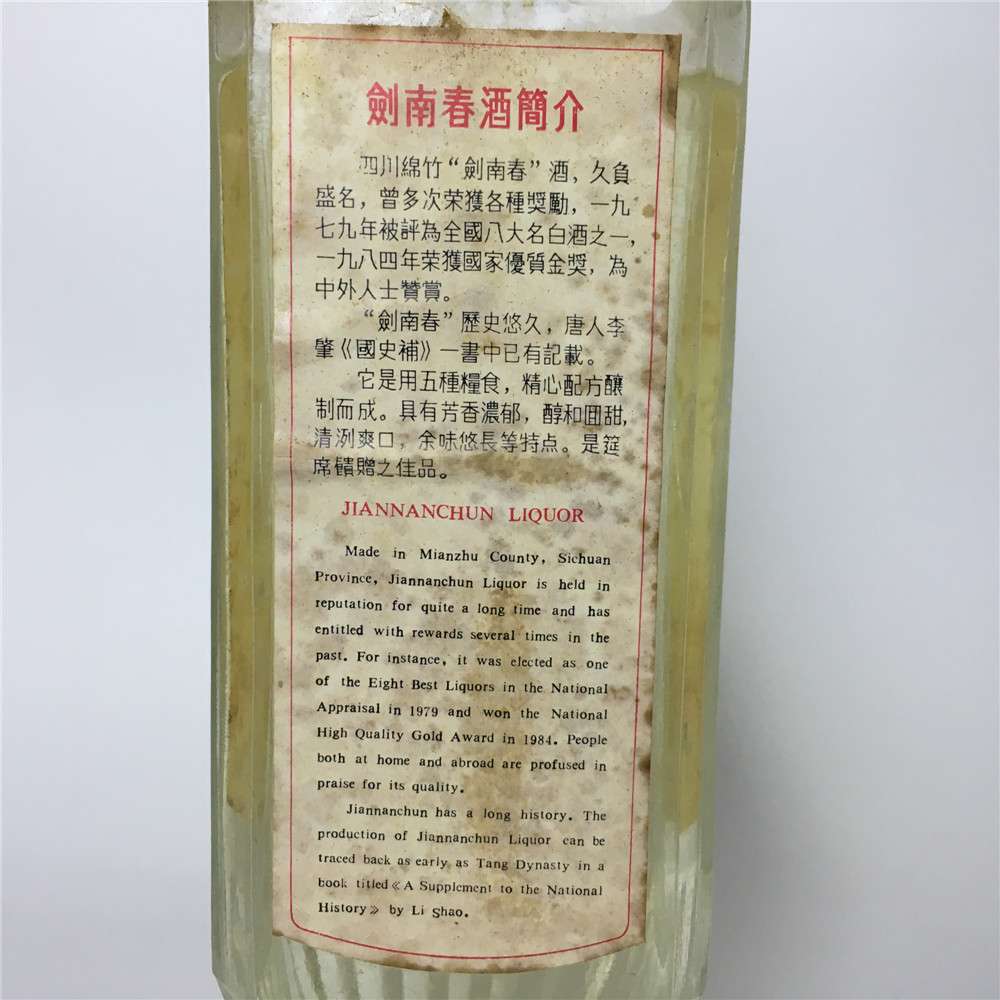 劍南春酒簡介
四川綿竹“劍南春”酒，久負
盛名，曾多次荣獲各種獎勵，一九
七九年被評為全國八大名白酒之一，
一九八四年荣獲國家優質金獎，為
中外人士贊賞。
“劍南春”歷史悠久，唐人李
肇《國史補》一書中已有記載。
它是用五種糧食，精心配方釀
制而成。具有芳香濃郁，醇和囬甜，
清洌爽口，余味悠長等特点。是筵
席饋贈之佳品。
JIANNANCHUN LIQUOR
Made in Mianzhu County, Sichuan
Province, Jiannanchun Liquor is held in
reputation for quite a long time and has
entitled with rewards several times in the
past. For instance, it was elected as one
of the Eight Best Liquors in the National
Appraisal in 1979 and won the National
High Quality Gold Award in 1984. People
both at home and abroad are profused in
praise for its quality.
Jiannanchun has a long history. The
production of Jiannanchun Liquor can be
traced back as early as Tang Dynasty in a
book titled《A Supplement to the National
History》by Li Shao.